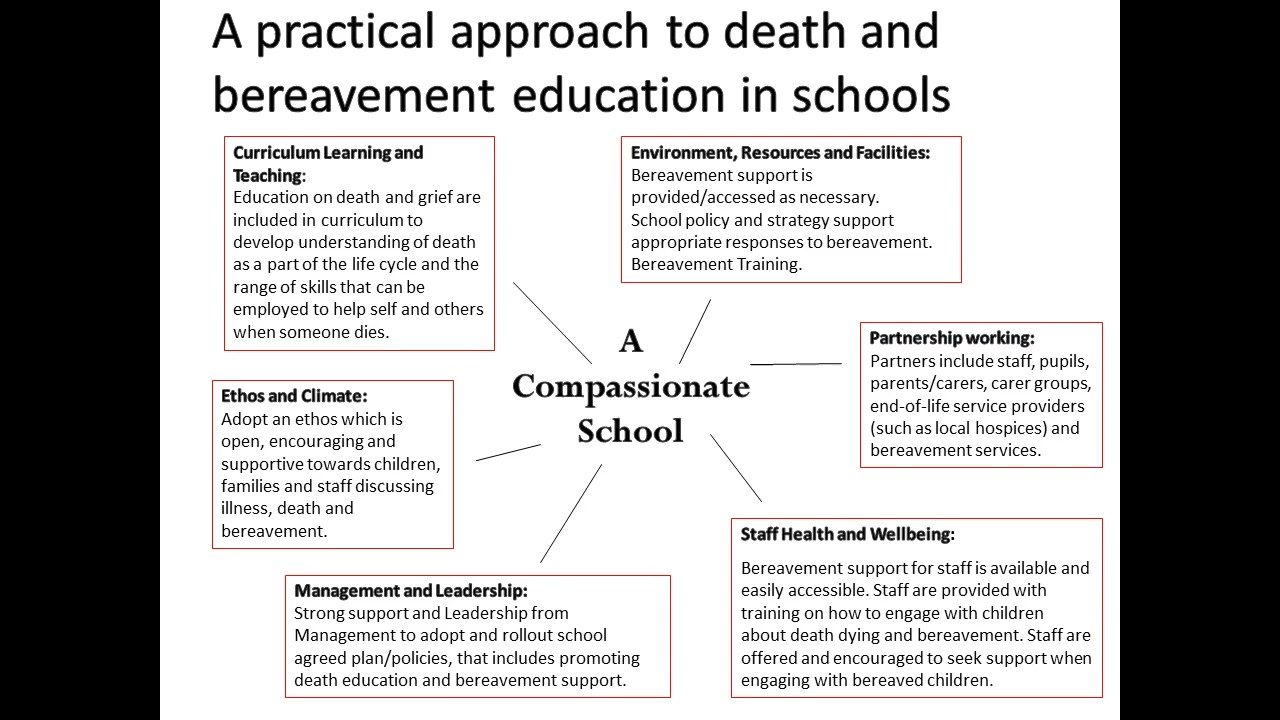 A practical approach to death and
bereavement education in schools
Curriculum Learning and
Teaching:
Education on death and grief are
included in curriculum to
develop understanding of death
as a part of the life cycle and the
range of skills that can be
employed to help self and others
when someone dies.
Environment, Resources and Facilities:
Bereavement support is
provided/accessed as necessary.
School policy and strategy support
appropriate responses to bereavement.
Bereavement Training.
A
Compassionate
School
Partnership working:
Partners include staff, pupils,
parents/carers, carer groups,
end-of-life service providers
(such as local hospices) and
bereavement services.
Ethos and Climate:
Adopt an ethos which is
open, encouraging and
supportive towards children,
families and staff discussing
illness, death and
bereavement.
Staff Health and Wellbeing:
Bereavement support for staff is available and
easily accessible. Staff are provided with
training on how to engage with children
about death dying and bereavement. Staff are
offered and encouraged to seek support when
engaging with bereaved children.
Management and Leadership:
Strong support and Leadership from
Management to adopt and rollout school
agreed plan/policies, that includes promoting
death education and bereavement support.